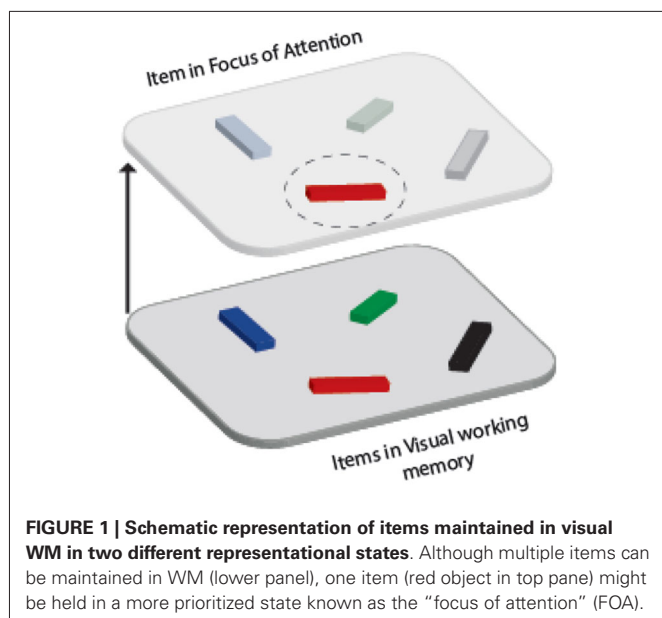 Item in Focus of Attention
Items in Visual working
memory
FIGURE 1 | Schematic representation of items maintained in visual
WM in two different representational states. Although multiple items can
be maintained in WM (lower panel), one item (red object in top pane) might
be held in a more prioritized state known as the “focus of attention” (FOA).